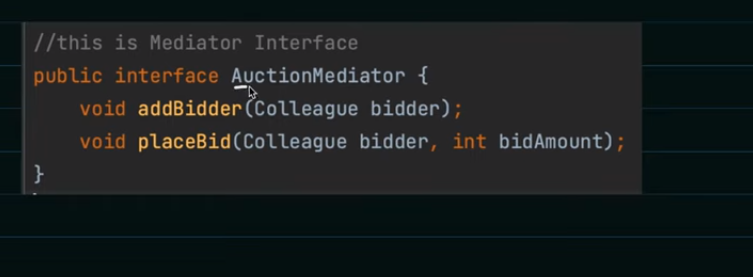 //this is Mediator Interface
public interface AuctionMediator {
    void addBidder(Colleague bidder);
    void placeBid(Colleague bidder, int bidAmount);
}